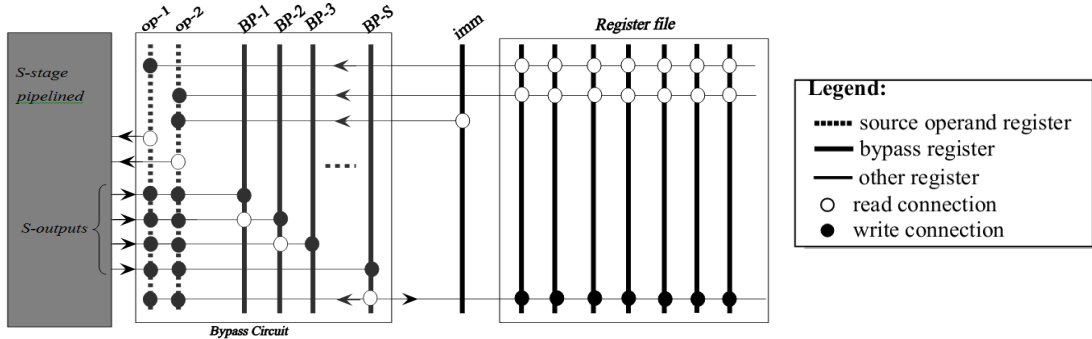 op-1 op-2 BP-1 BP-2 BP-3 BP-S imm Register file
S-stage
pipelined
S-outputs
Bypass Circuit
Legend:
source operand register
bypass register
other register
read connection
write connection